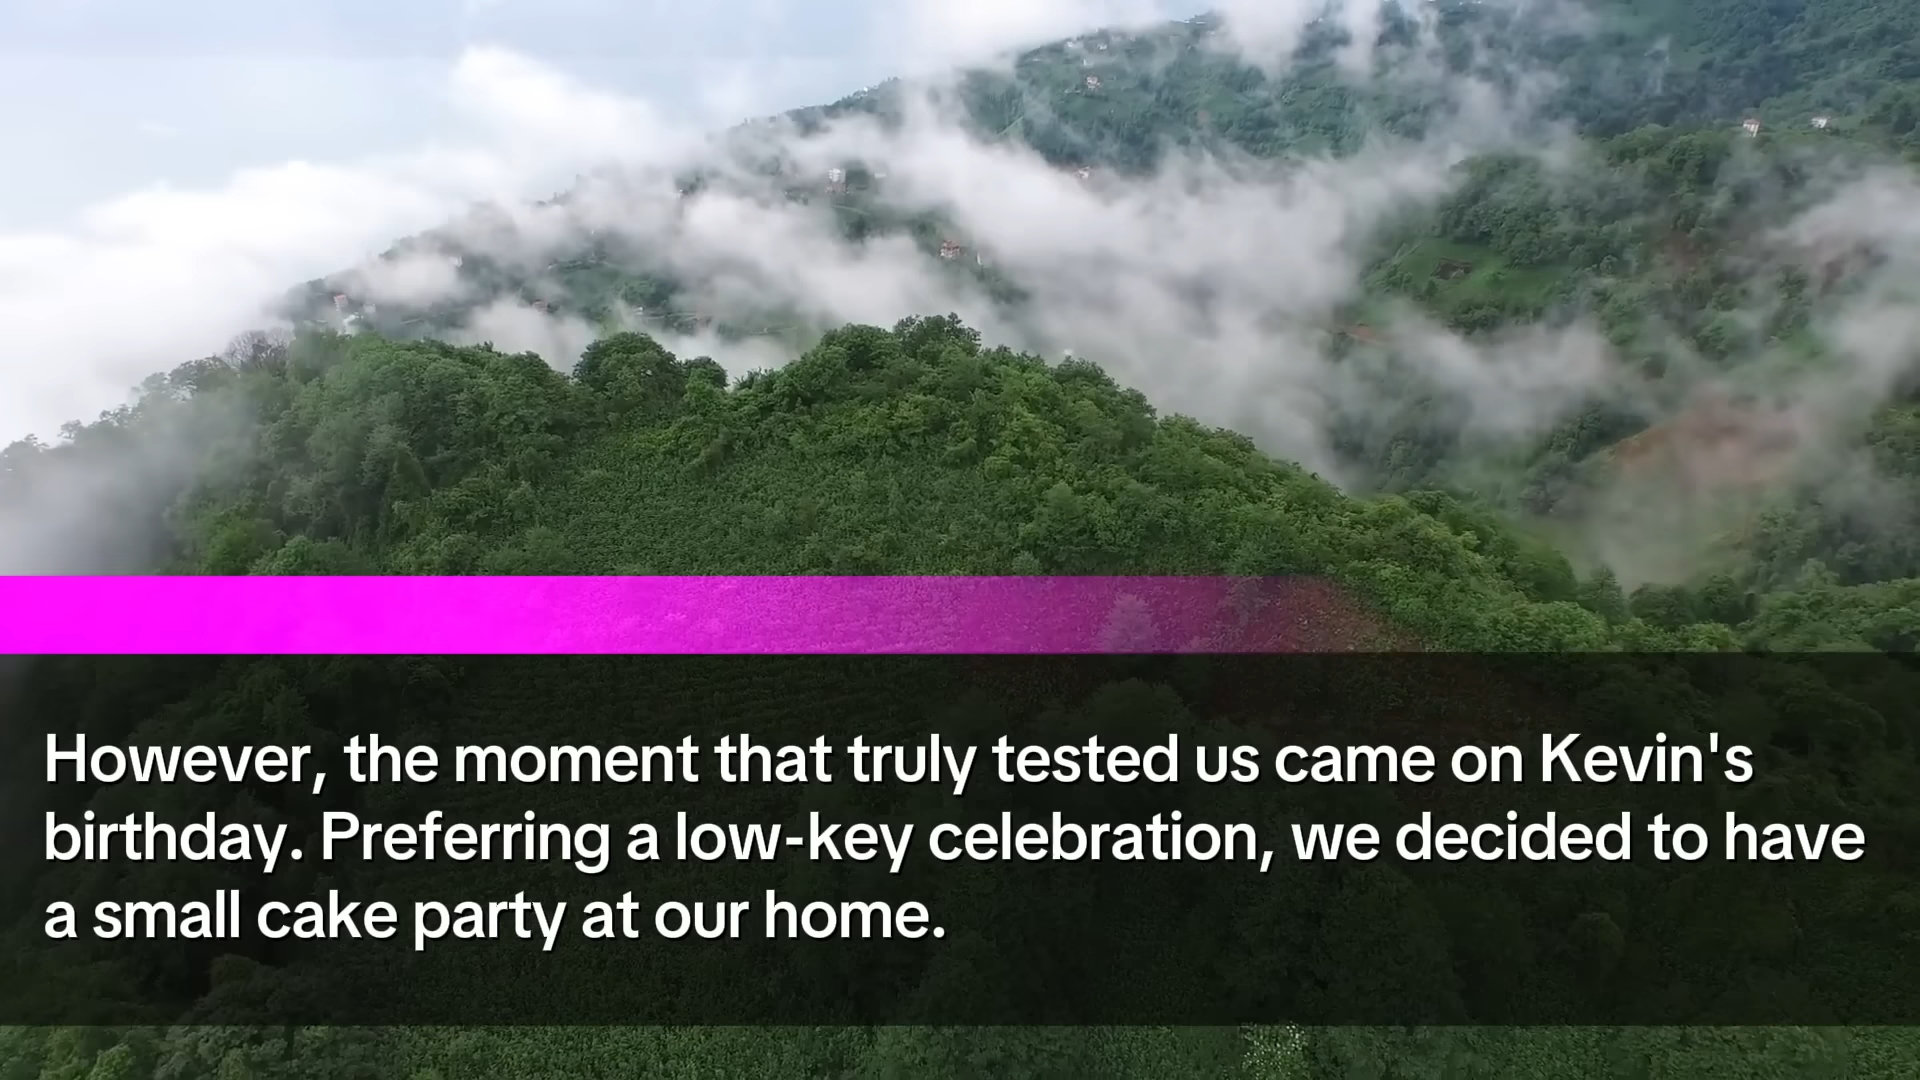 However, the moment that truly tested us came on Kevin's
birthday. Preferring a low-key celebration, we decided to have
a small cake party at our home.